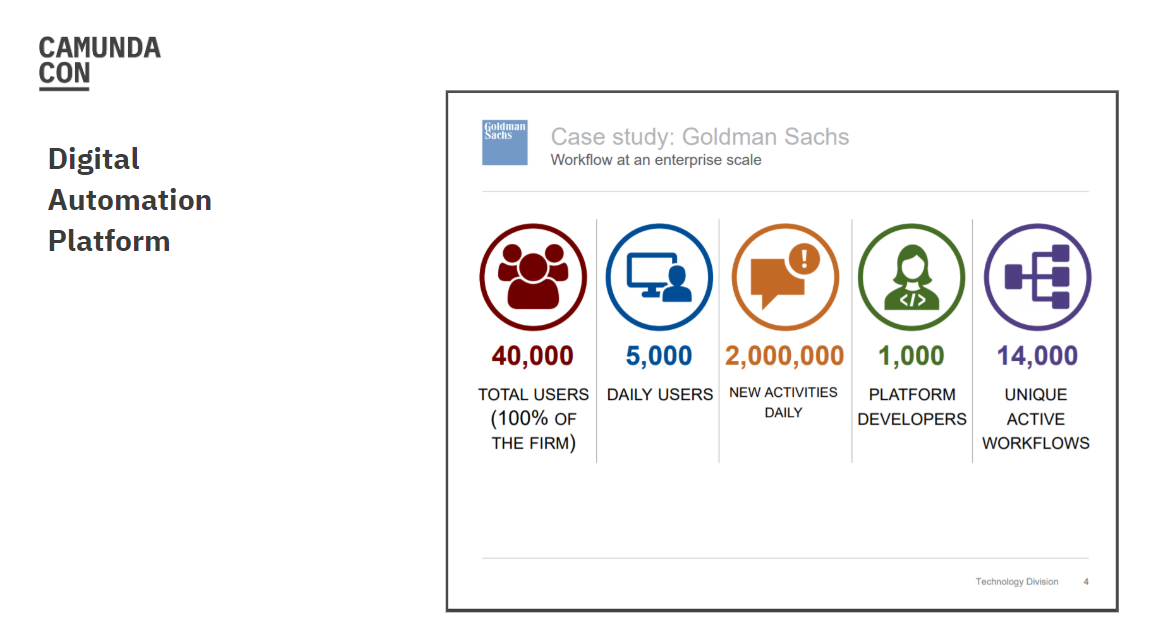 CAMUNDA
CON
Digital
Automation
Platform
Goldman
Sachs
Case study: Goldman Sachs
Workflow at an enterprise scale
40,000
TOTAL USERS
(100% OF
THE FIRM)
5,000
DAILY USERS
2,000,000
NEW ACTIVITIES
DAILY
1,000
PLATFORM
DEVELOPERS
14,000
UNIQUE
ACTIVE
WORKFLOWS
Technology Division 4